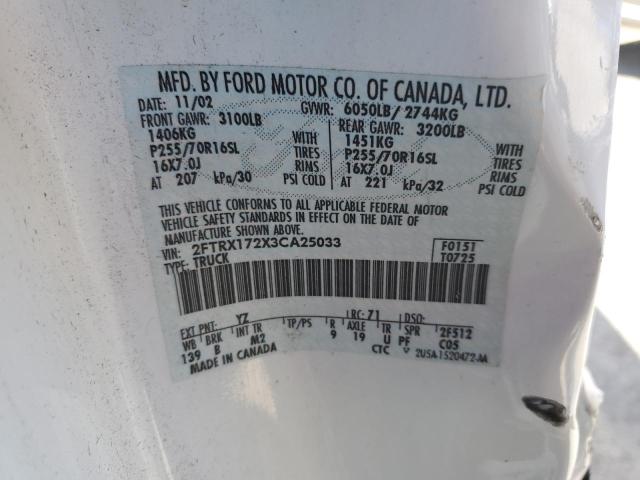 MFD. BY FORD MOTOR CO. OF CANADA, LTD.
DATE: 11/02 GVWR: 6050LB/ 2744KG
FRONT GAWR: 3100LB REAR GAWR: 3200LB
1406KG WITH 1451KG WITH
P255/70R16SL TIRES P255/70R16SL TIRES
16X7.0J RIMS 16X7.0J RIMS
AT 207 kPa/30 PSI COLD AT 221 kPa/32 PSI COLD
THIS VEHICLE CONFORMS TO ALL APPLICABLE FEDERAL MOTOR
VEHICLE SAFETY STANDARDS IN EFFECT ON THE DATE OF
MANUFACTURE SHOWN ABOVE.
VIN: 2FTRX172X3CA25033 F0151
TYPE: TRUCK T0725
EXT PNT: YZ RC: 71 DSO:
WB BRK INT TR TP/PS R AXLE TR SPR 2F512
139 B M2 9 19 U PF C05
MADE IN CANADA CTC 2U5A 1520472-AA